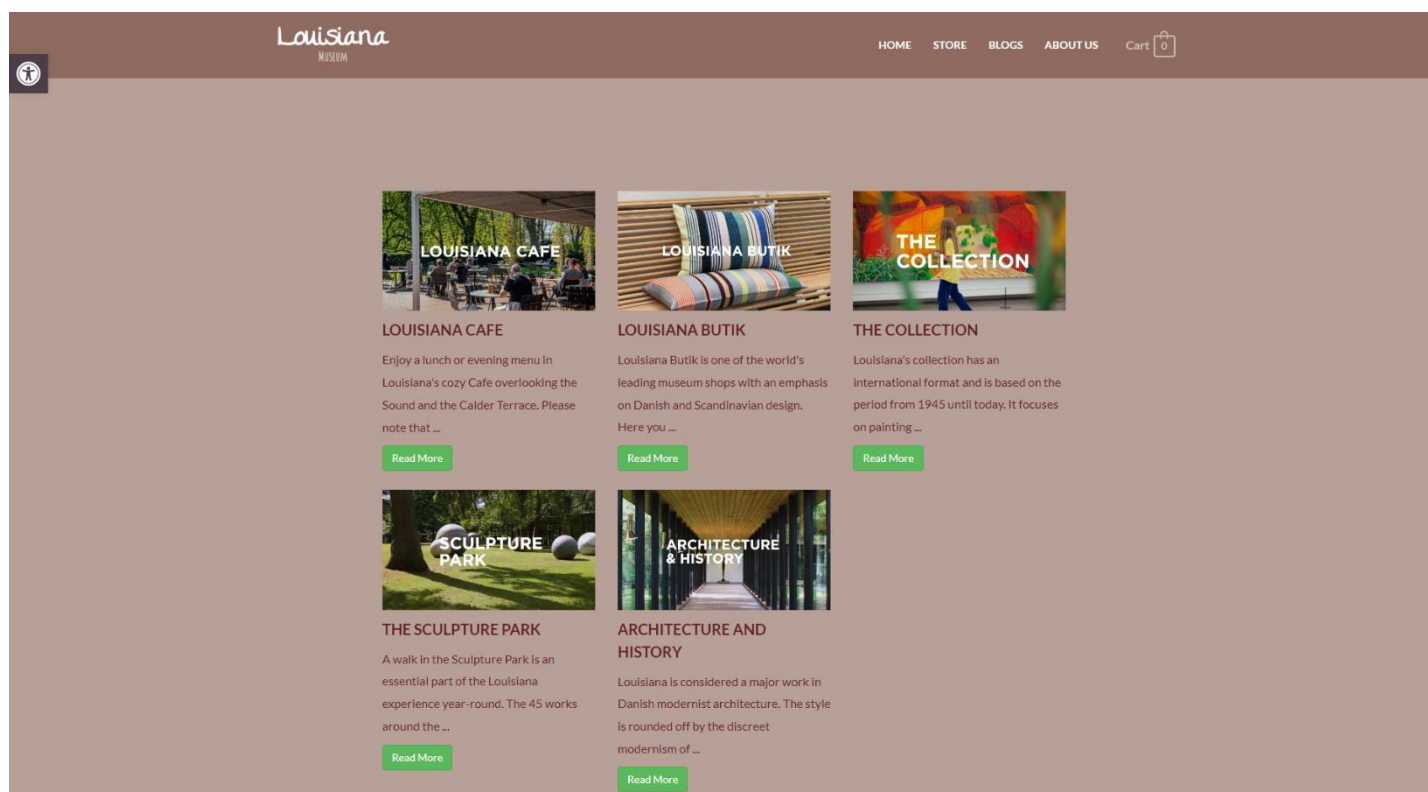 Louisiana
MUSEUM
HOME STORE BLOGS ABOUT US Cart 0
LOUISIANA CAFE
LOUISIANA CAFE
Enjoy a lunch or evening menu in
Louisiana's cozy Cafe overlooking the
Sound and the Calder Terrace. Please
note that ...
Read More
LOUISIANA BUTIK
LOUISIANA BUTIK
Louisiana Butik is one of the world's
leading museum shops with an emphasis
on Danish and Scandinavian design.
Here you ...
Read More
THE
COLLECTION
THE COLLECTION
Louisiana's collection has an
international format and is based on the
period from 1945 until today. It focuses
on painting ...
Read More
SCULPTURE
PARK
THE SCULPTURE PARK
A walk in the Sculpture Park is an
essential part of the Louisiana
experience year-round. The 45 works
around the ...
Read More
ARCHITECTURE
& HISTORY
ARCHITECTURE AND
HISTORY
Louisiana is considered a major work in
Danish modernist architecture. The style
is rounded off by the discreet
modernism of ...
Read More